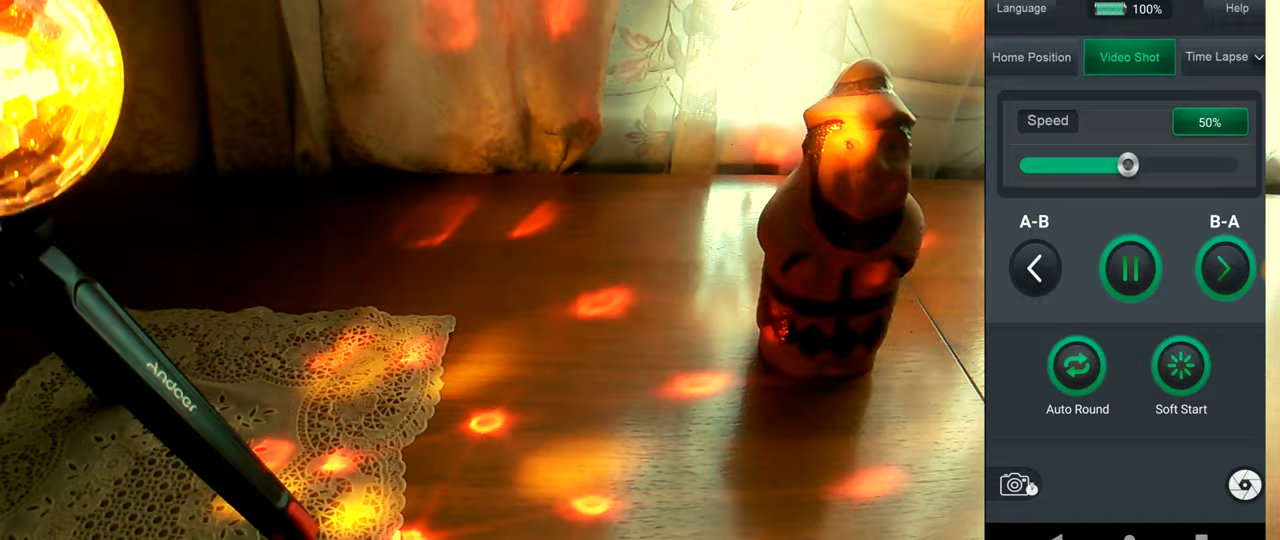 Andoer
Language
100%
Help
Home Position
Video Shot
Time Lapse
Speed
50%
A-B
B-A
Auto Round
Soft Start